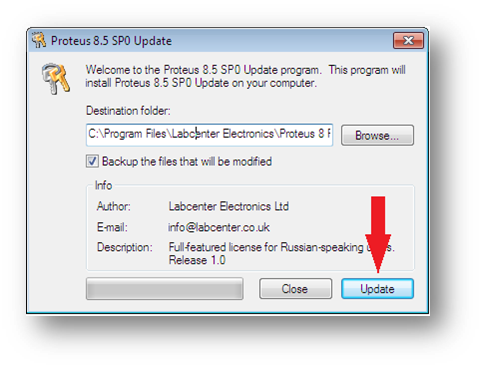 Proteus 8.5 SP0 Update
Welcome to the Proteus 8.5 SP0 Update program. This program will
install Proteus 8.5 SP0 Update on your computer.
Destination folder:
C:\Program Files\Labcenter Electronics\Proteus 8 F
Browse...
Backup the files that will be modified
Info
Author: Labcenter Electronics Ltd
E-mail: info@labcenter.co.uk
Description: Full-featured license for Russian-speaking
Release 1.0
Close Update